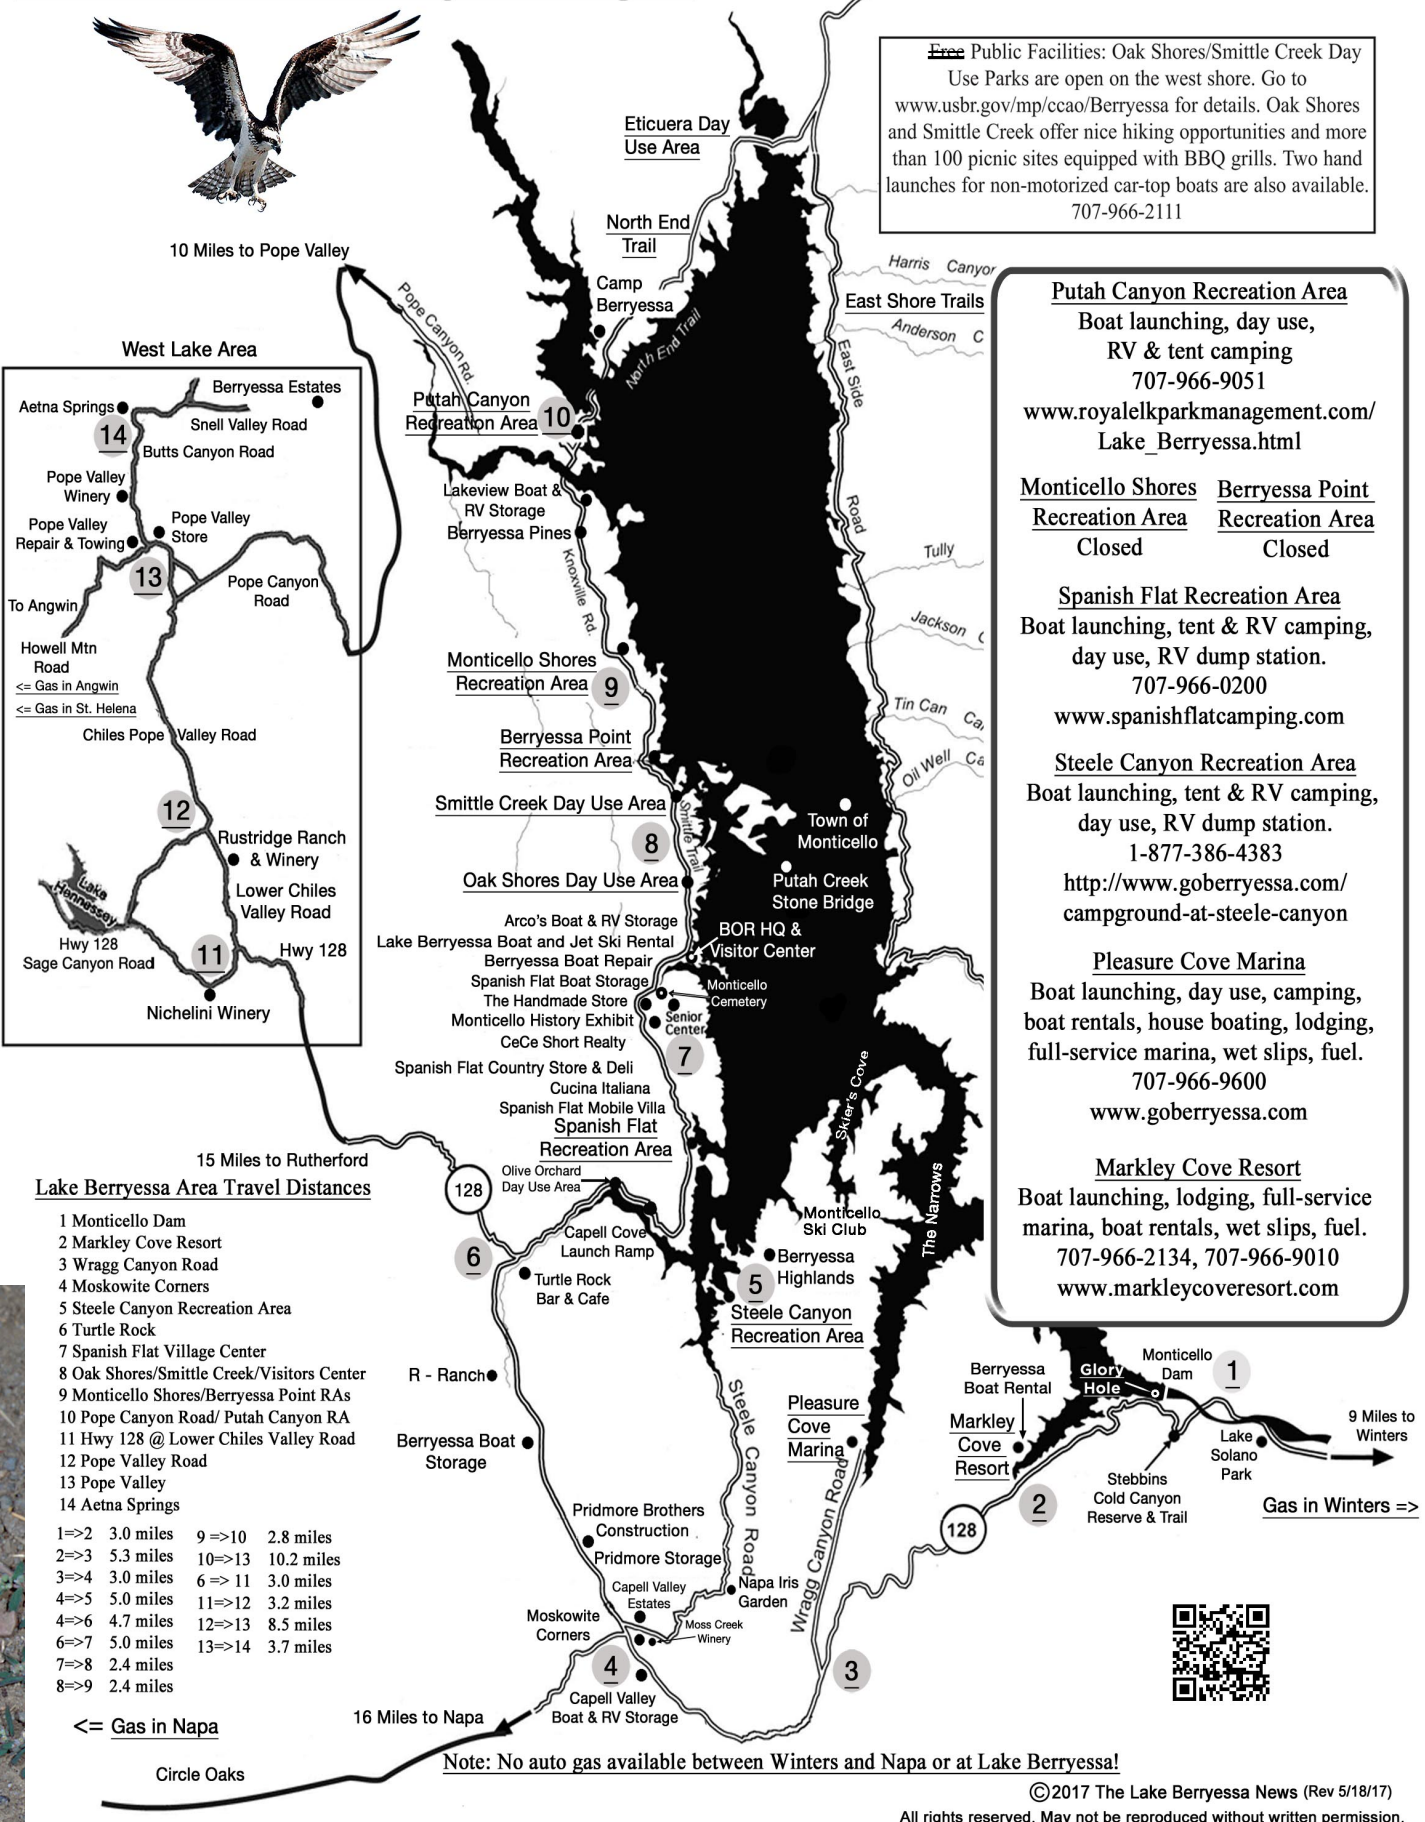 Free Public Facilities: Oak Shores/Smittle Creek Day
Use Parks are open on the west shore. Go to
www.usbr.gov/mp/ccao/Berryessa for details. Oak Shores
and Smittle Creek offer nice hiking opportunities and more
than 100 picnic sites equipped with BBQ grills. Two hand
launches for non-motorized car-top boats are also available.
707-966-2111
Eticuera Day
Use Area
North End
Trail
10 Miles to Pope Valley
Camp
Berryessa
North End Trail
Pope Canyon Rd.
Harris Canyon
East Shore Trails
Anderson C
East Side
Road
Tully
Jackson C
Tin Can Ca
Oil Well Ca
West Lake Area
Berryessa Estates
Aetna Springs
14
Snell Valley Road
Butts Canyon Road
Pope Valley
Winery
Pope Valley
Repair & Towing
Pope Valley
Store
13
Pope Canyon
Road
To Angwin
Howell Mtn
Road
<= Gas in Angwin
<= Gas in St. Helena
Chiles Pope Valley Road
12
Rustridge Ranch
& Winery
Lake
Hennessey
Lower Chiles
Valley Road
Hwy 128
Sage Canyon Road
11
Hwy 128
Nichelini Winery
Putah Canyon
Recreation Area
10
Lakeview Boat &
RV Storage
Berryessa Pines
Knoxville Rd.
Monticello Shores
Recreation Area
9
Berryessa Point
Recreation Area
Smittle Creek Day Use Area
Smittle Trail
8
Oak Shores Day Use Area
Town of
Monticello
Putah Creek
Stone Bridge
Arco's Boat & RV Storage
Lake Berryessa Boat and Jet Ski Rental
Berryessa Boat Repair
BOR HQ &
Visitor Center
Spanish Flat Boat Storage
Monticello
Cemetery
The Handmade Store
Monticello History Exhibit
Senior
Center
CeCe Short Realty
7
Spanish Flat Country Store & Deli
Cucina Italiana
Spanish Flat Mobile Villa
Spanish Flat
Recreation Area
Skier's Cove
The Narrows
Olive Orchard
Day Use Area
128
Capell Cove
Launch Ramp
6
Turtle Rock
Bar & Cafe
Monticello
Ski Club
Berryessa
Highlands
5
Steele Canyon
Recreation Area
Putah Canyon Recreation Area
Boat launching, day use,
RV & tent camping
707-966-9051
www.royalelkparkmanagement.com/
Lake_Berryessa.html
Monticello Shores
Recreation Area
Closed
Berryessa Point
Recreation Area
Closed
Spanish Flat Recreation Area
Boat launching, tent & RV camping,
day use, RV dump station.
707-966-0200
www.spanishflatcamping.com
Steele Canyon Recreation Area
Boat launching, tent & RV camping,
day use, RV dump station.
1-877-386-4383
http://www.goberryessa.com/
campground-at-steele-canyon
Pleasure Cove Marina
Boat launching, day use, camping,
boat rentals, house boating, lodging,
full-service marina, wet slips, fuel.
707-966-9600
www.goberryessa.com
Markley Cove Resort
Boat launching, lodging, full-service
marina, boat rentals, wet slips, fuel.
707-966-2134, 707-966-9010
www.markleycoveresort.com
15 Miles to Rutherford
Lake Berryessa Area Travel Distances
1 Monticello Dam
2 Markley Cove Resort
3 Wragg Canyon Road
4 Moskowite Corners
5 Steele Canyon Recreation Area
6 Turtle Rock
7 Spanish Flat Village Center
8 Oak Shores/Smittle Creek/Visitors Center
9 Monticello Shores/Berryessa Point RAs
10 Pope Canyon Road/ Putah Canyon RA
11 Hwy 128 @ Lower Chiles Valley Road
12 Pope Valley Road
13 Pope Valley
14 Aetna Springs
1=>2 3.0 miles
2=>3 5.3 miles
3=>4 3.0 miles
4=>5 5.0 miles
4=>6 4.7 miles
6=>7 5.0 miles
7=>8 2.4 miles
8=>9 2.4 miles
9 =>10 2.8 miles
10=>13 10.2 miles
6 => 11 3.0 miles
11=>12 3.2 miles
12=>13 8.5 miles
13=>14 3.7 miles
R - Ranch
Berryessa Boat
Storage
Pridmore Brothers
Construction
Pridmore Storage
Steele Canyon Road
Capell Valley
Estates
Napa Iris
Garden
Moskowite
Corners
Moss Creek
Winery
4
Capell Valley
Boat & RV Storage
Pleasure
Cove
Marina
Wragg Canyon Road
3
Berryessa
Boat Rental
Markley
Cove
Resort
2
128
Glory
Hole
Monticello
Dam
1
Stebbins
Cold Canyon
Reserve & Trail
Lake
Solano
Park
9 Miles to
Winters
Gas in Winters =>
<= Gas in Napa
16 Miles to Napa
Circle Oaks
Note: No auto gas available between Winters and Napa or at Lake Berryessa!
©2017 The Lake Berryessa News (Rev 5/18/17)
All rights reserved. May not be reproduced without written permission.